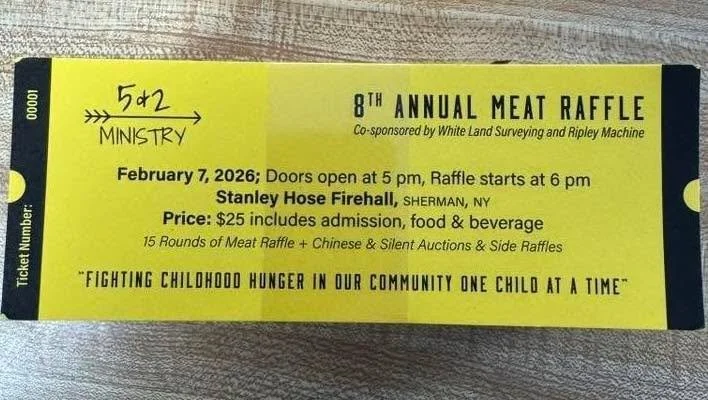 00001
Ticket Number:
5&2
MINISTRY
8TH ANNUAL MEAT RAFFLE
Co-sponsored by White Land Surveying and Ripley Machine
February 7, 2026; Doors open at 5 pm, Raffle starts at 6 pm
Stanley Hose Firehall, SHERMAN, NY
Price: $25 includes admission, food & beverage
15 Rounds of Meat Raffle + Chinese & Silent Auctions & Side Raffles
"FIGHTING CHILDHOOD HUNGER IN OUR COMMUNITY ONE CHILD AT A TIME"